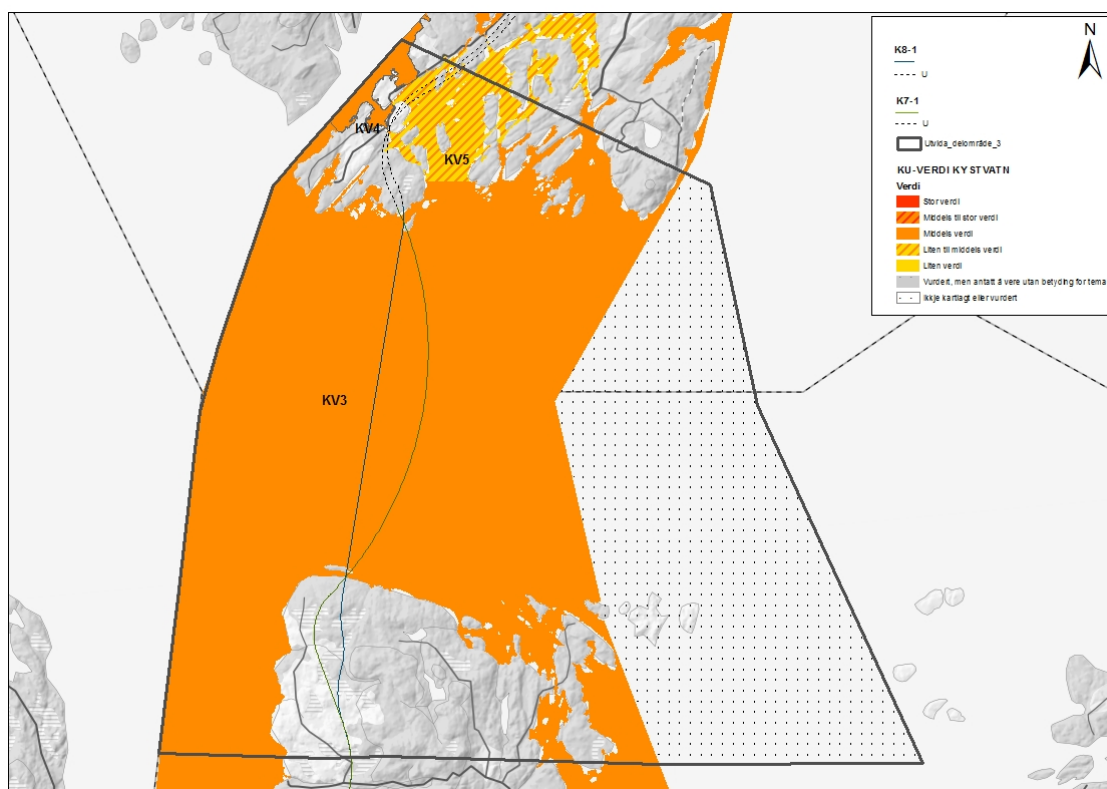 N
K8-1
U
K7-1
U
Utvida_delområde_3
KU-VERDI KYSTVATN
Verdi
Stor verdi
Middels til stor verdi
Middels verdi
Liten til middels verdi
Liten verdi
Vurdert, men antatt å vere utan betyding for tema
Ikkje kartlagt eller vurdert
KV4
KV5
KV3